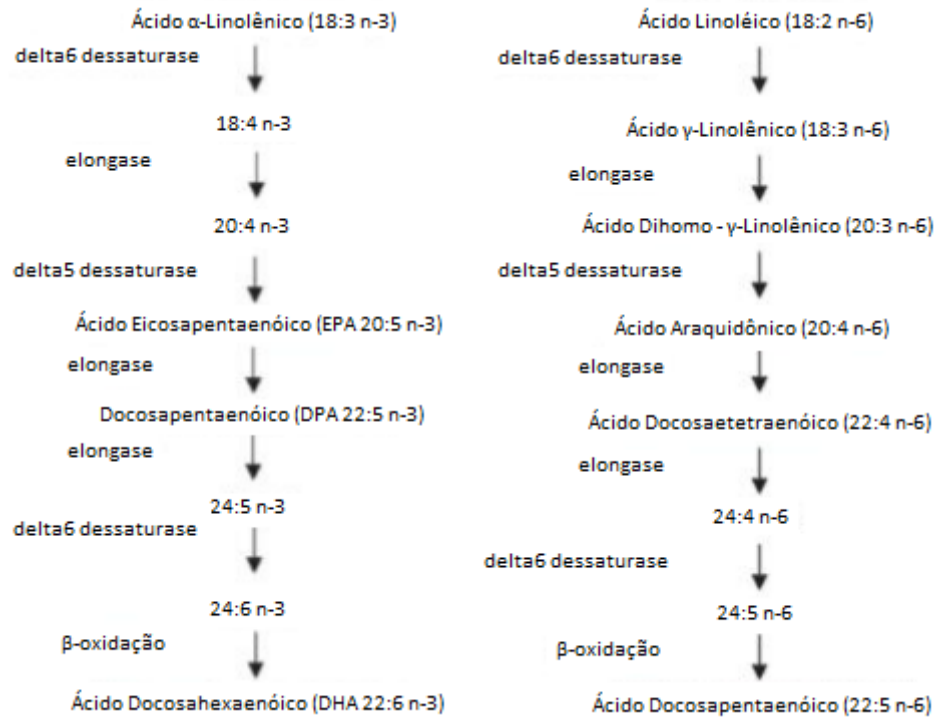 Ácido α-Linolênico (18:3 n-3)
delta6 dessaturase
18:4 n-3
elongase
20:4 n-3
delta5 dessaturase
Ácido Eicosapentaenóico (EPA 20:5 n-3)
elongase
Docosapentaenóico (DPA 22:5 n-3)
elongase
24:5 n-3
delta6 dessaturase
24:6 n-3
β-oxidação
Ácido Docosahexaenóico (DHA 22:6 n-3)
Ácido Linoléico (18:2 n-6)
delta6 dessaturase
Ácido γ-Linolênico (18:3 n-6)
elongase
Ácido Dihomo - γ-Linolênico (20:3 n-6)
delta5 dessaturase
Ácido Araquidônico (20:4 n-6)
elongase
Ácido Docosaetetraenóico (22:4 n-6)
elongase
24:4 n-6
delta6 dessaturase
24:5 n-6
β-oxidação
Ácido Docosapentaenóico (22:5 n-6)